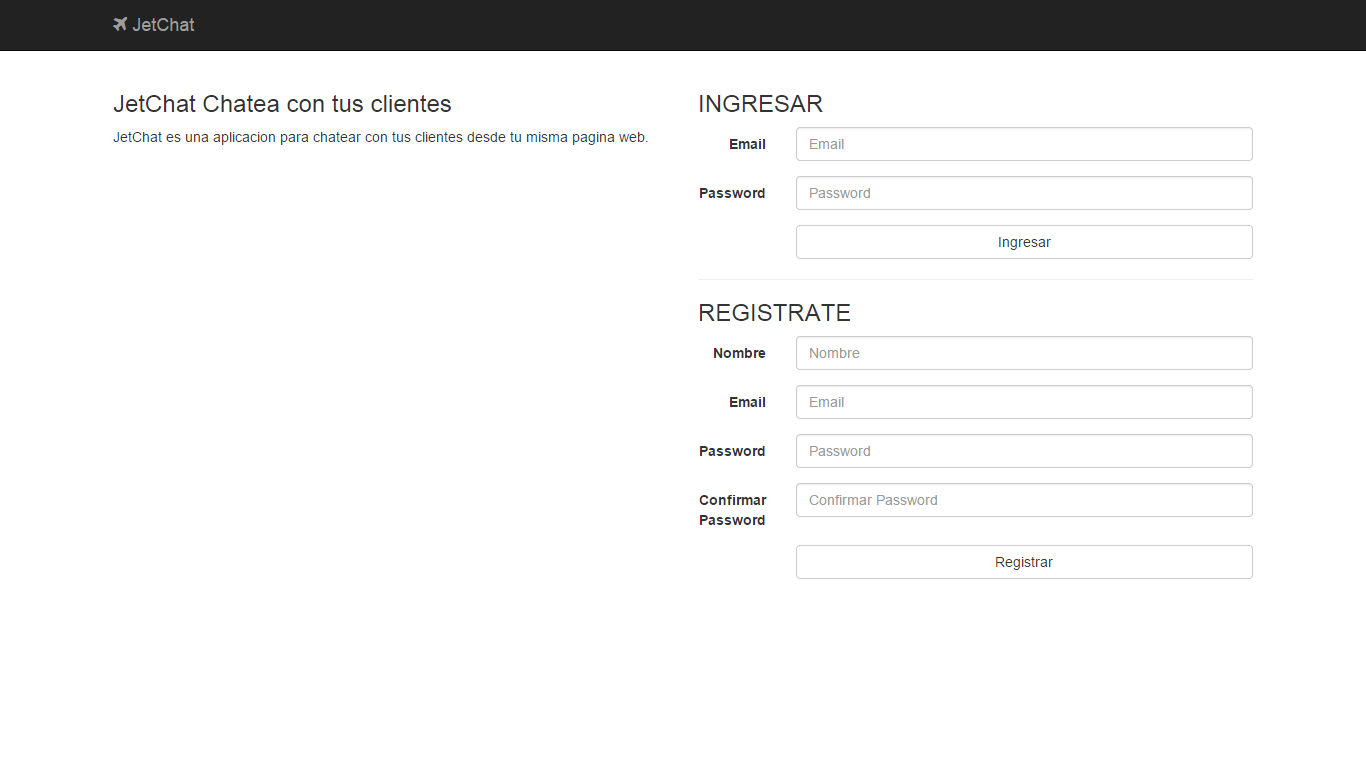 JetChat
JetChat Chatea con tus clientes
JetChat es una aplicacion para chatear con tus clientes desde tu misma pagina web.
INGRESAR
Email
Email
Password
Password
Ingresar
REGISTRATE
Nombre
Nombre
Email
Email
Password
Password
Confirmar
Password
Confirmar Password
Registrar